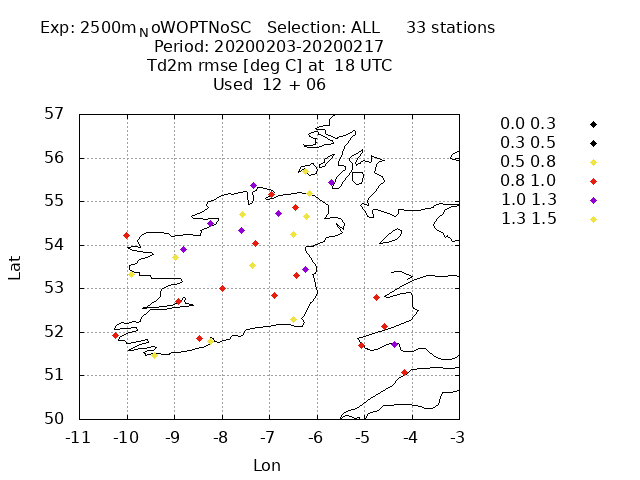 Exp: 2500m_NoWOPTNoSC Selection: ALL 33 stations
Period: 20200203-20200217
Td2m rmse [deg C] at 18 UTC
Used 12 + 06
0.0 0.3
0.3 0.5
0.5 0.8
0.8 1.0
1.0 1.3
1.3 1.5
57
56
55
54
53
52
51
50
Lat
-11 -10 -9 -8 -7 -6 -5 -4 -3
Lon